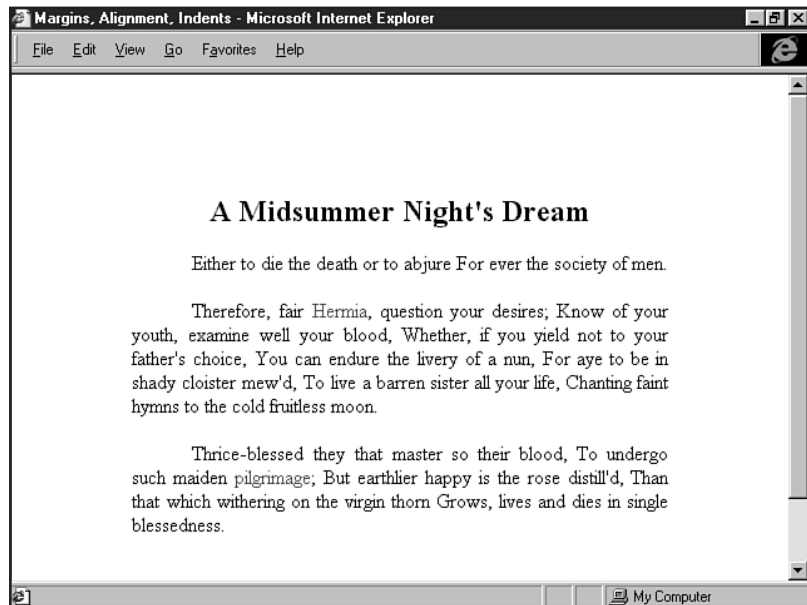 Margins, Alignment, Indents - Microsoft Internet Explorer
File Edit View Go Favorites Help
A Midsummer Night's Dream
Either to die the death or to abjure For ever the society of men.
Therefore, fair Hermia, question your desires; Know of your
youth, examine well your blood, Whether, if you yield not to your
father's choice, You can endure the livery of a nun, For aye to be in
shady cloister mew'd, To live a barren sister all your life, Chanting faint
hymns to the cold fruitless moon.
Thrice-blessed they that master so their blood, To undergo
such maiden pilgrimage; But earthlier happy is the rose distill'd, Than
that which withering on the virgin thorn Grows, lives and dies in single
blessedness.
My Computer